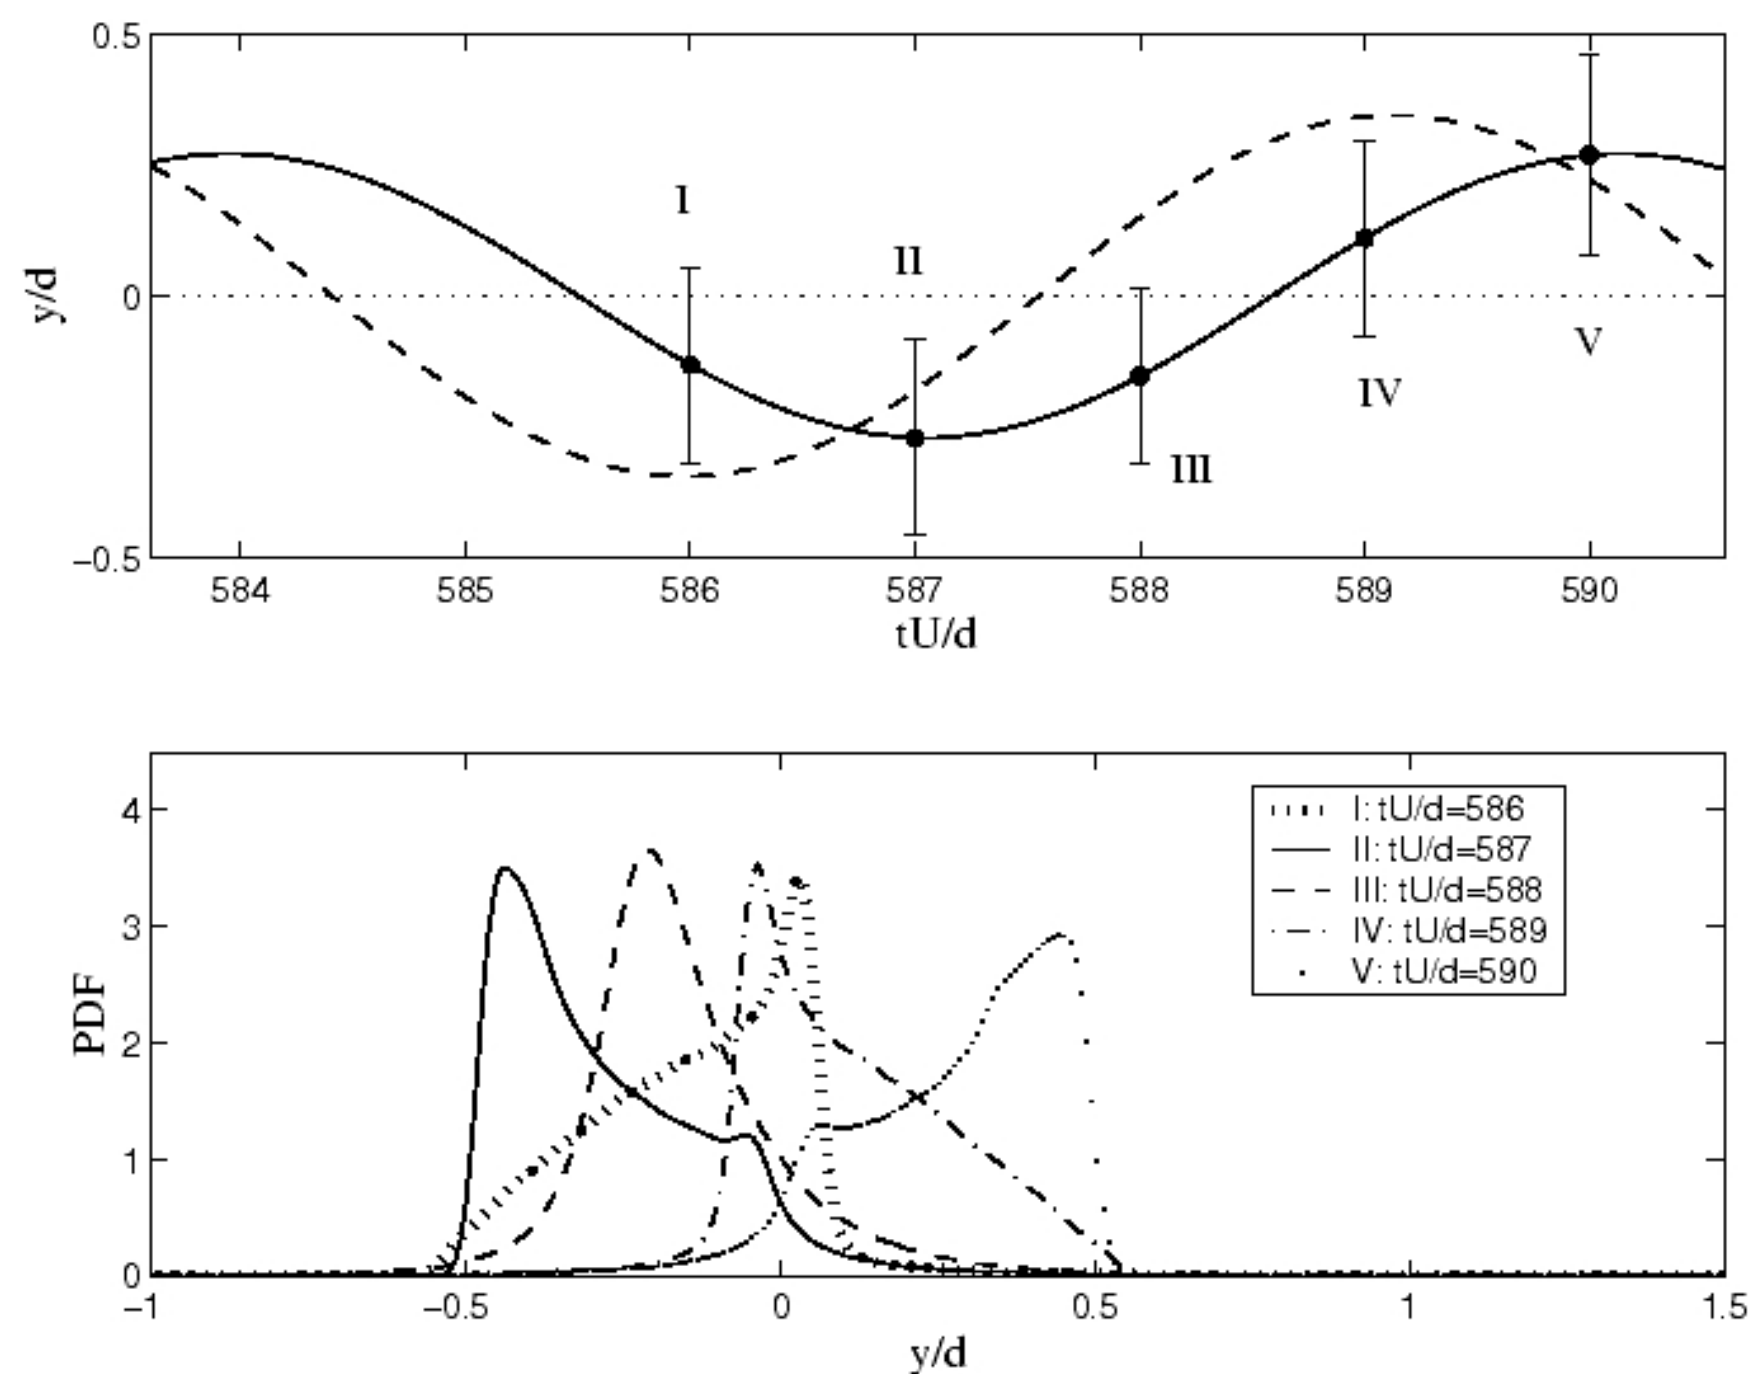 0.5
I
II
y/d
0
V
IV
III
−0.5
584 585 586 587 588 589 590
tU/d
4
I: tU/d=586
II: tU/d=587
3
III: tU/d=588
IV: tU/d=589
V: tU/d=590
PDF
2
1
0
−1 −0.5 0 0.5 1 1.5
y/d